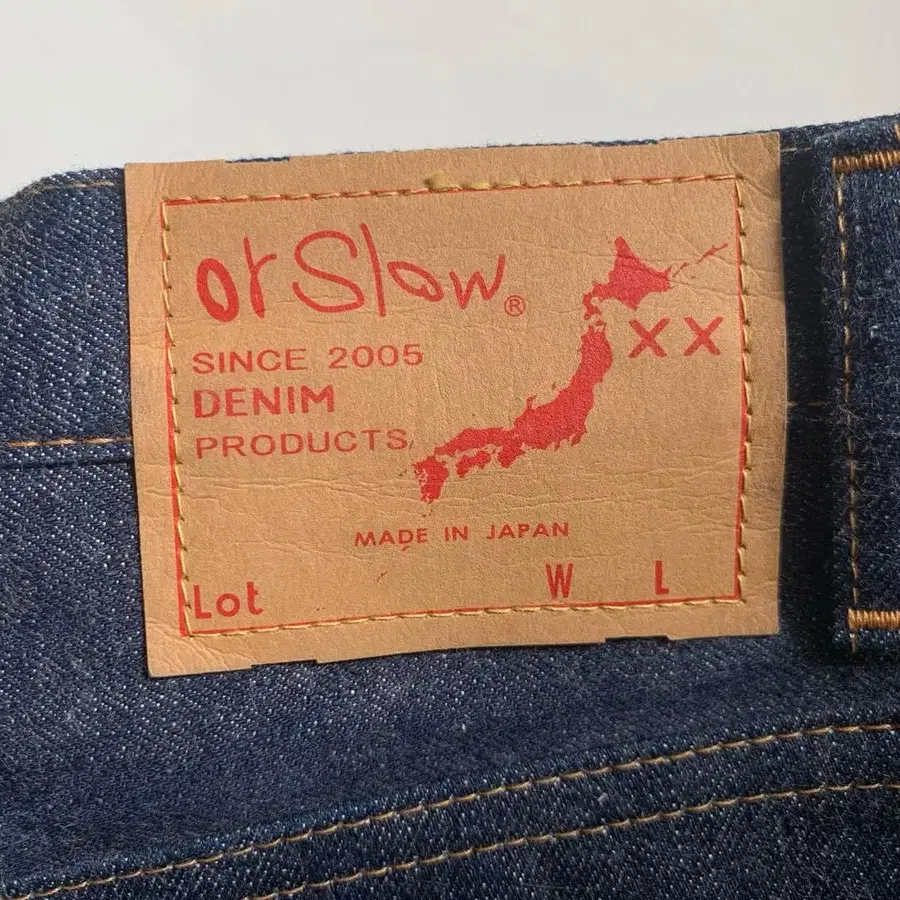 orSlow®
XX
SINCE 2005
DENIM
PRODUCTS
MADE IN JAPAN
Lot W L